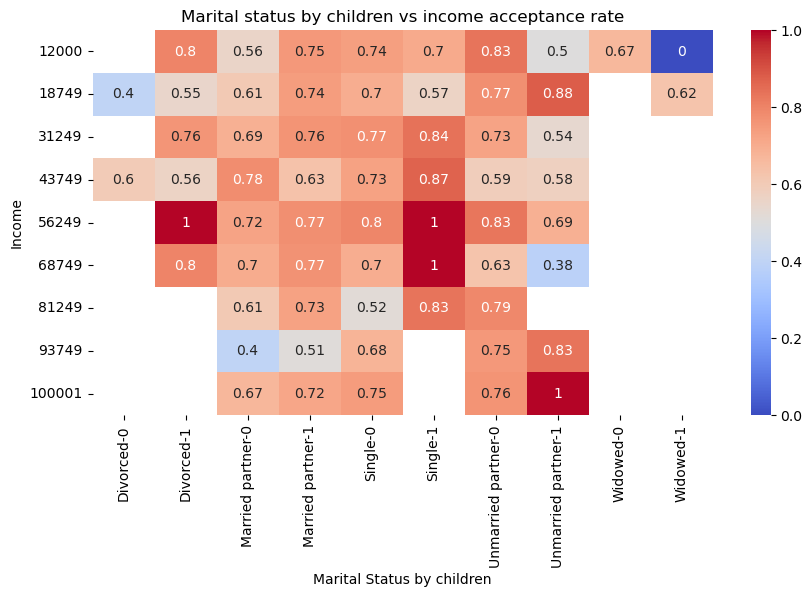 Marital status by children vs income acceptance rate
12000 0.8 0.56 0.75 0.74 0.7 0.83 0.5 0.67 0
18749 0.4 0.55 0.61 0.74 0.7 0.57 0.77 0.88 0.62
31249 0.76 0.69 0.76 0.77 0.84 0.73 0.54
43749 0.6 0.56 0.78 0.63 0.73 0.87 0.59 0.58
56249 1 0.72 0.77 0.8 1 0.83 0.69
68749 0.8 0.7 0.77 0.7 1 0.63 0.38
81249 0.61 0.73 0.52 0.83 0.79
93749 0.4 0.51 0.68 0.75 0.83
100001 0.67 0.72 0.75 0.76 1
Income
Divorced-0
Divorced-1
Married partner-0
Married partner-1
Single-0
Single-1
Unmarried partner-0
Unmarried partner-1
Widowed-0
Widowed-1
Marital Status by children
1.0
0.8
0.6
0.4
0.2
0.0